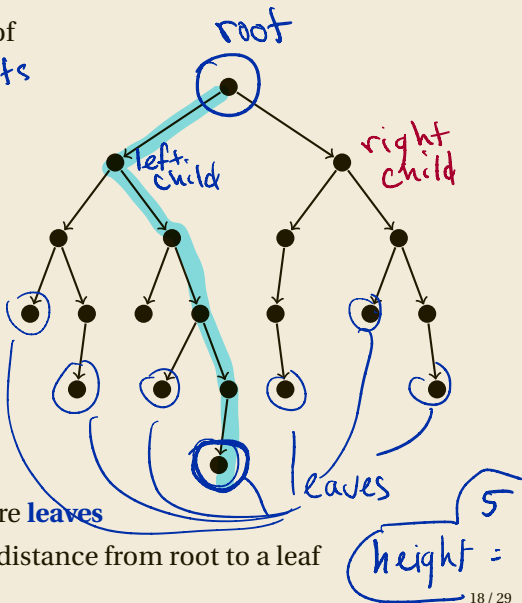 of
ts
root
left
child
right
child
leaves
re leaves
distance from root to a leaf
height =
5
18 / 29